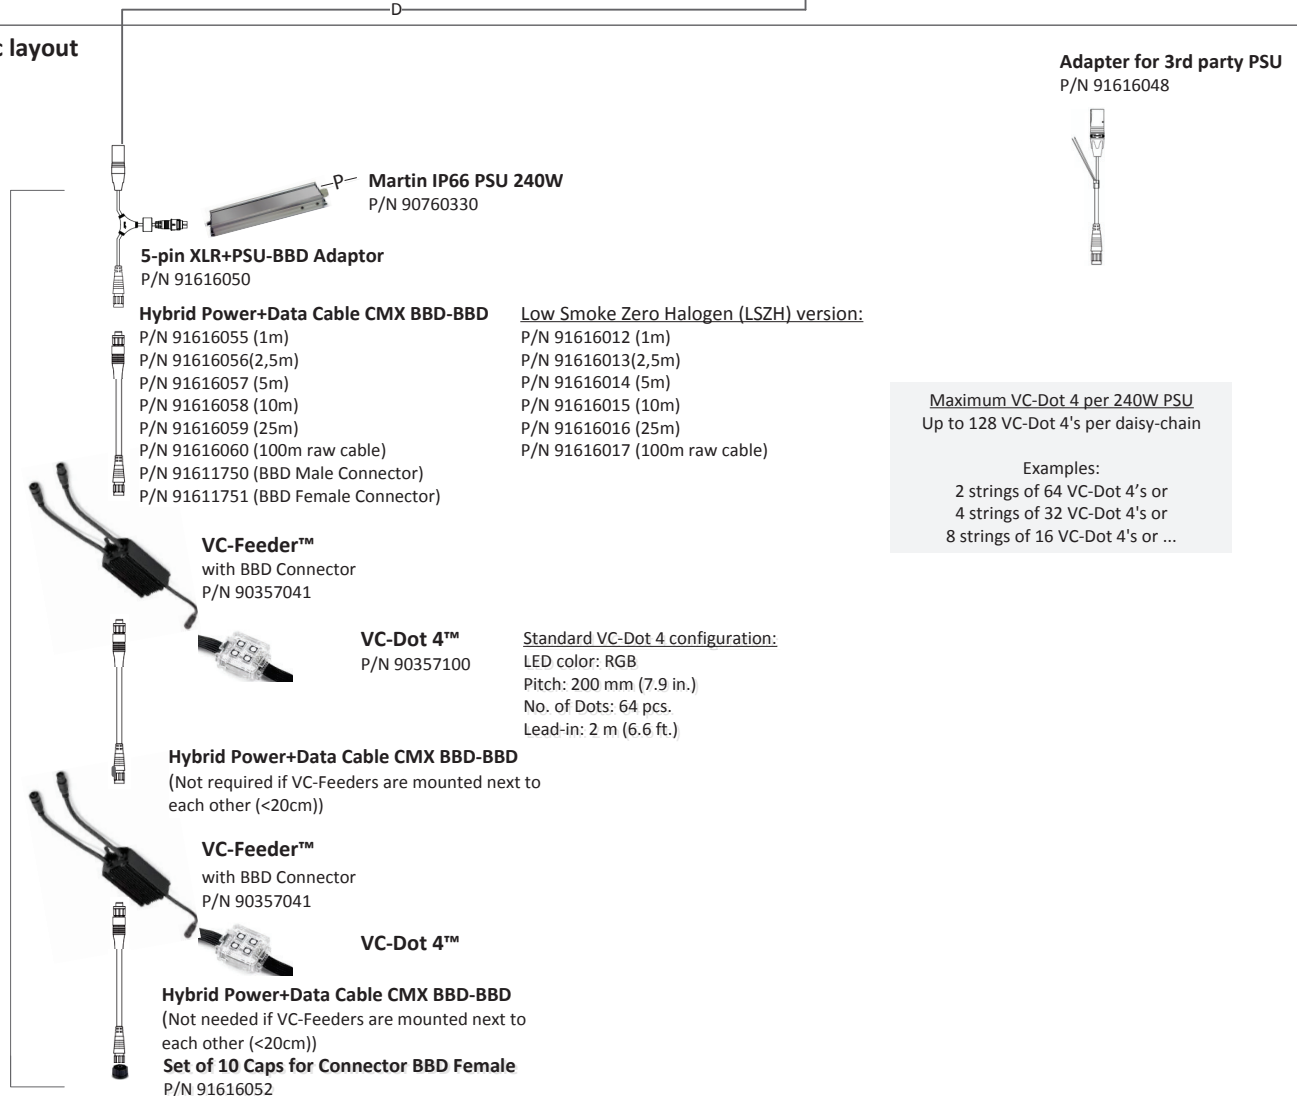 D
c layout
Adapter for 3rd party PSU
P/N 91616048
P
Martin IP66 PSU 240W
P/N 90760330
5-pin XLR+PSU-BBD Adaptor
P/N 91616050
Hybrid Power+Data Cable CMX BBD-BBD
P/N 91616055 (1m)
P/N 91616056(2,5m)
P/N 91616057 (5m)
P/N 91616058 (10m)
P/N 91616059 (25m)
P/N 91616060 (100m raw cable)
P/N 91611750 (BBD Male Connector)
P/N 91611751 (BBD Female Connector)
Low Smoke Zero Halogen (LSZH) version:
P/N 91616012 (1m)
P/N 91616013(2,5m)
P/N 91616014 (5m)
P/N 91616015 (10m)
P/N 91616016 (25m)
P/N 91616017 (100m raw cable)
Maximum VC-Dot 4 per 240W PSU
Up to 128 VC-Dot 4's per daisy-chain
Examples:
2 strings of 64 VC-Dot 4’s or
4 strings of 32 VC-Dot 4's or
8 strings of 16 VC-Dot 4's or ...
VC-Feeder™
with BBD Connector
P/N 90357041
VC-Dot 4™
P/N 90357100
Standard VC-Dot 4 configuration:
LED color: RGB
Pitch: 200 mm (7.9 in.)
No. of Dots: 64 pcs.
Lead-in: 2 m (6.6 ft.)
Hybrid Power+Data Cable CMX BBD-BBD
(Not required if VC-Feeders are mounted next to
each other (<20cm))
VC-Feeder™
with BBD Connector
P/N 90357041
VC-Dot 4™
Hybrid Power+Data Cable CMX BBD-BBD
(Not needed if VC-Feeders are mounted next to
each other (<20cm))
Set of 10 Caps for Connector BBD Female
P/N 91616052